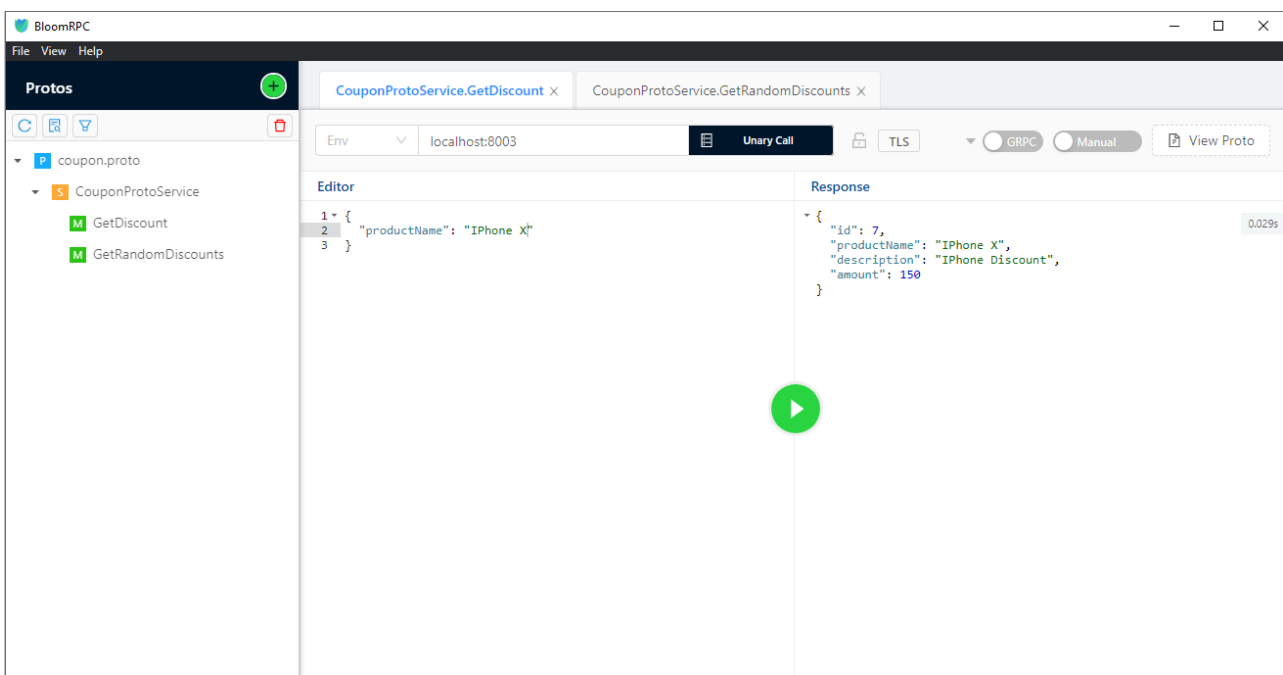 BloomRPC
File View Help
Protos
CouponProtoService.GetDiscount
CouponProtoService.GetRandomDiscounts
Env
localhost:8003
Unary Call
TLS
GRPC
Manual
View Proto
P coupon.proto
S CouponProtoService
M GetDiscount
M GetRandomDiscounts
Editor
1 {
2 "productName": "IPhone X"
3 }
Response
{
"id": 7,
"productName": "IPhone X",
"description": "IPhone Discount",
"amount": 150
}
0.029s